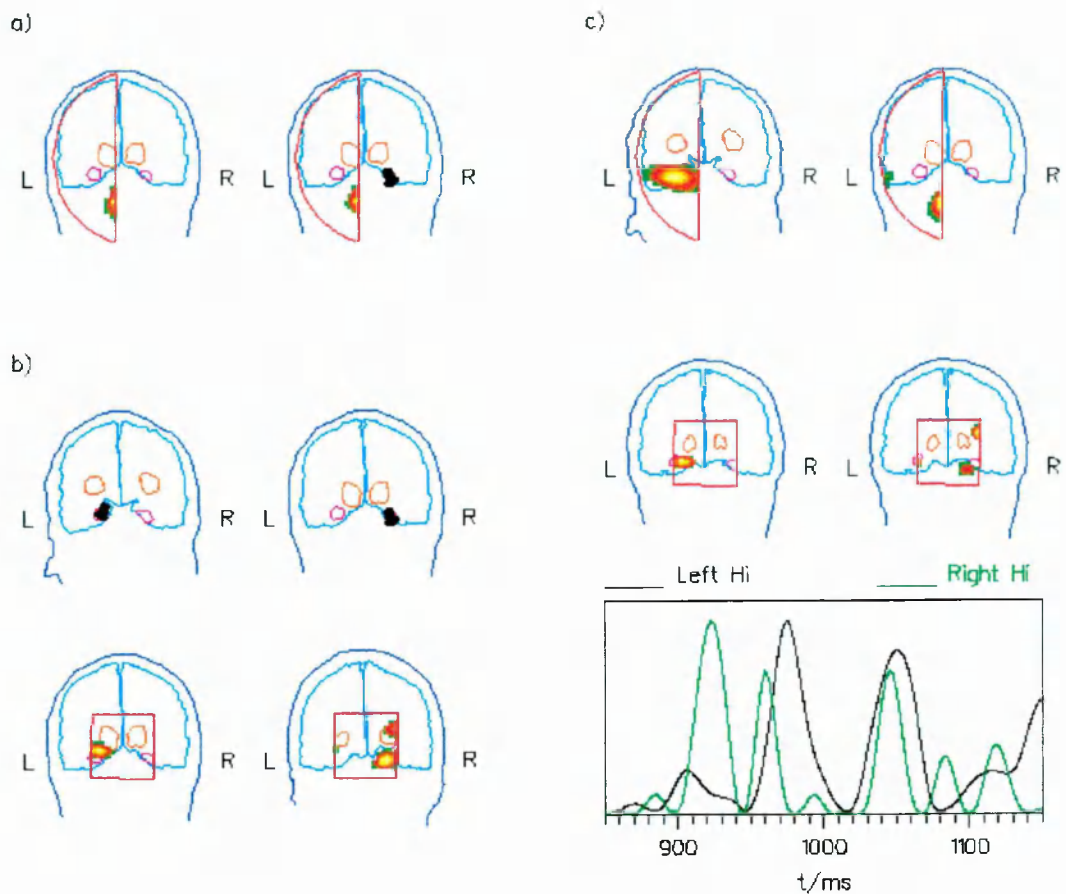 a)
L R L R
b)
L R L R
L R L R
c)
L R L R
L R L R
Left Hi Right Hi
900 1000 1100
t/ms